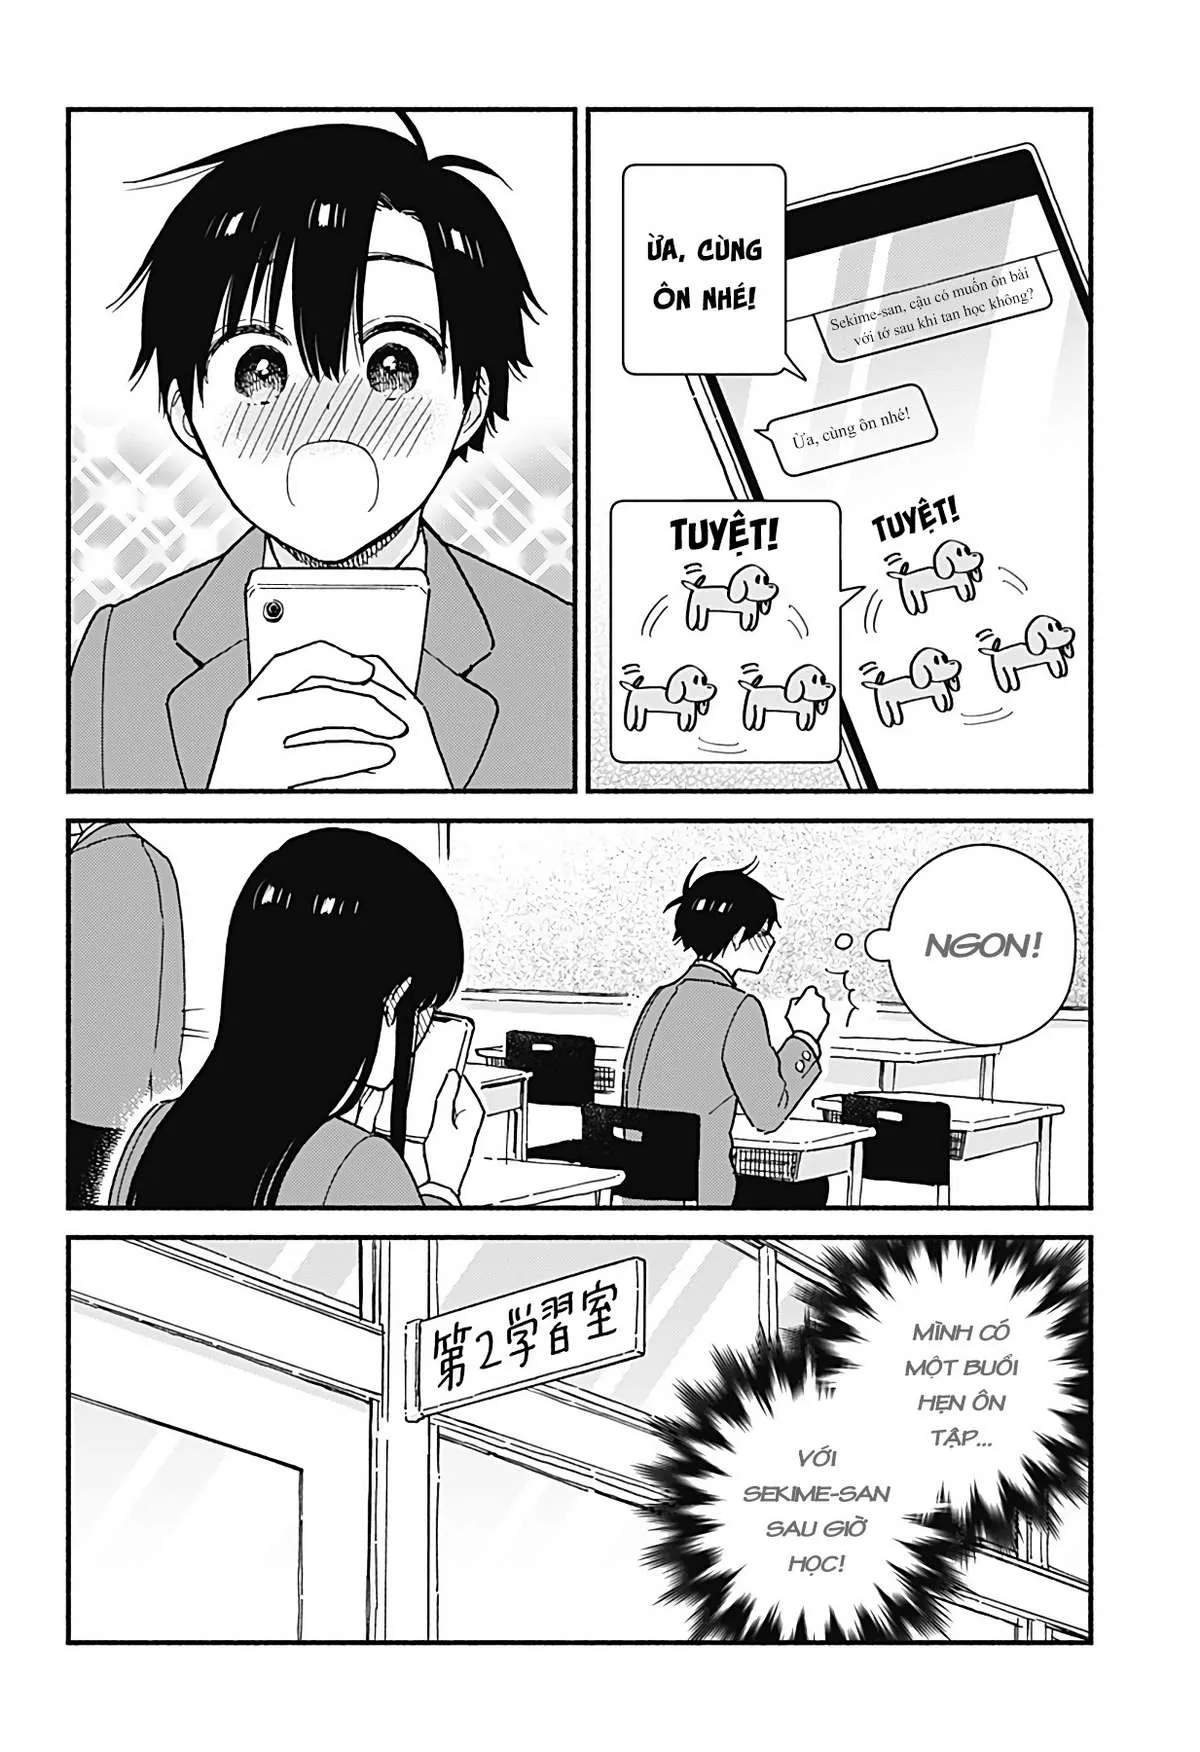 Sekime-san, cậu có muốn ôn bài
với tớ sau khi tan học không?
Ừa, cùng ôn nhé!
ỪA, CÙNG
ÔN NHÉ!
TUYỆT!
TUYỆT!
NGON!
MÌNH CÓ
MỘT BUỔI
HẸN ÔN
TẬP...
VỚI
SEKIME-SAN
SAU GIỜ
HỌC!
第2学習室